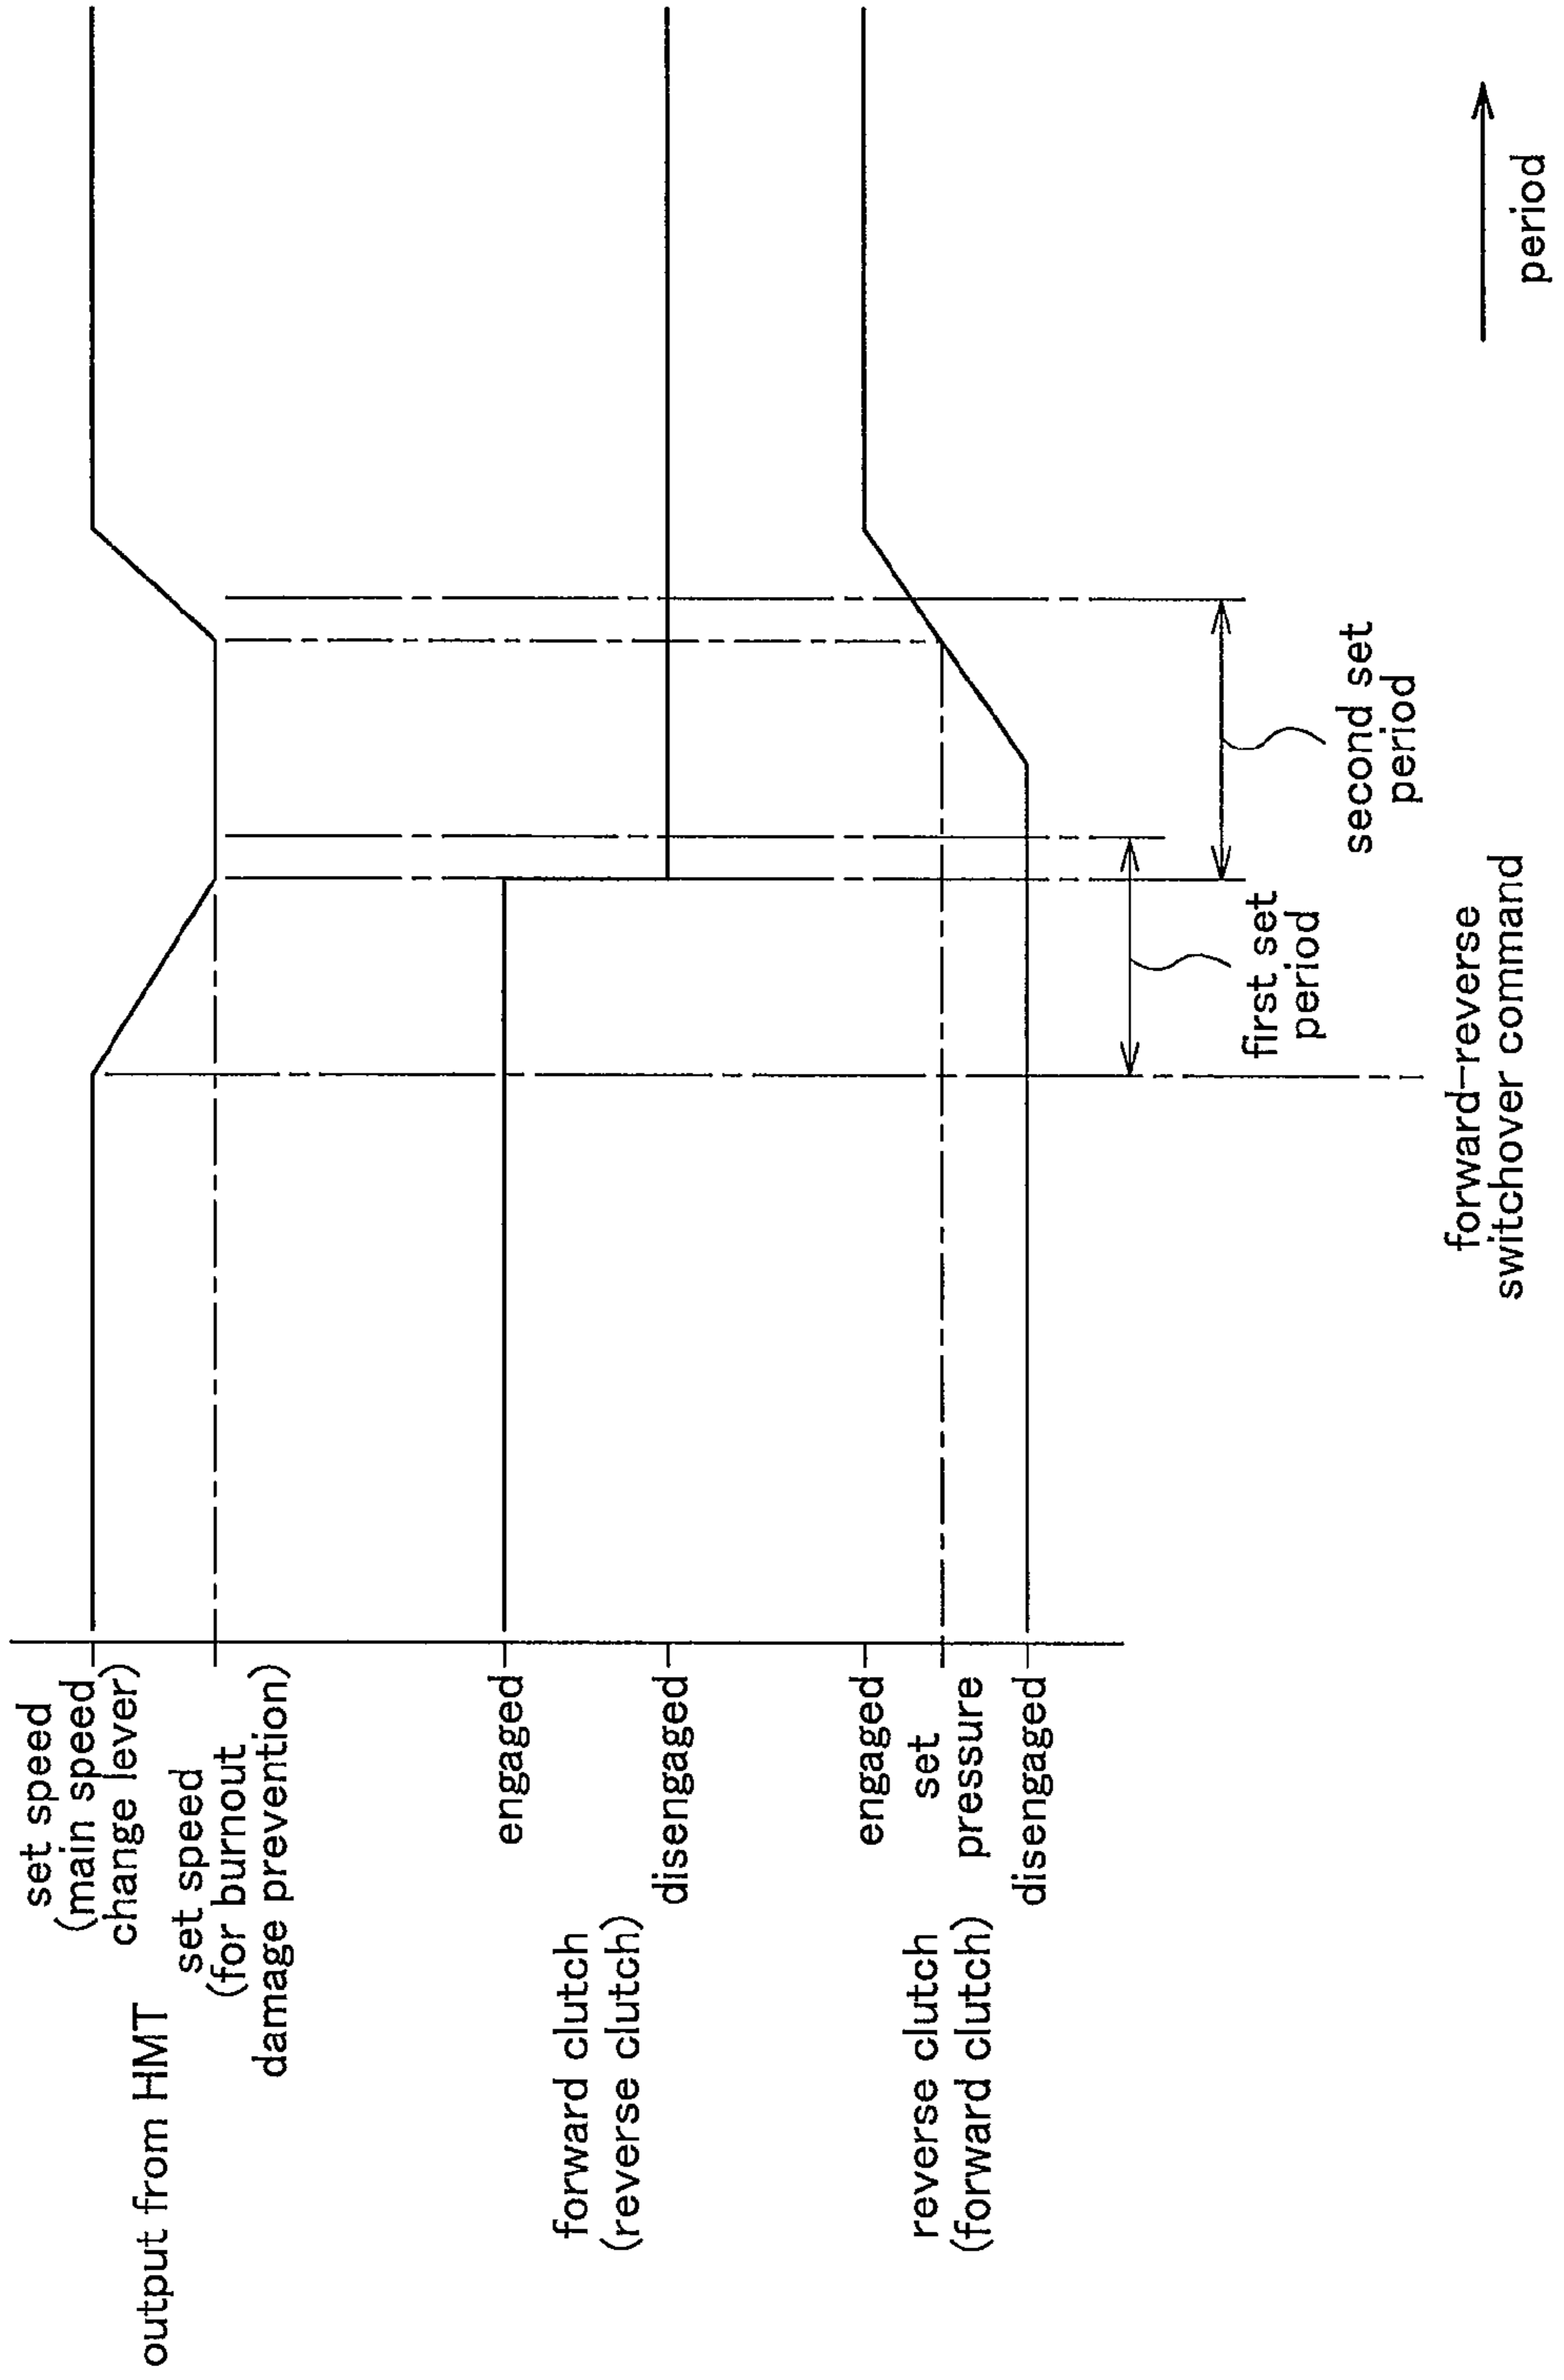 output from HMT
set speed
(main speed
change lever)
set speed
(for burnout
damage prevention)
forward clutch
(reverse clutch)
engaged
disengaged
reverse clutch
(forward clutch)
engaged
set
pressure
disengaged
first set
period
second set
period
forward-reverse
switchover command
period